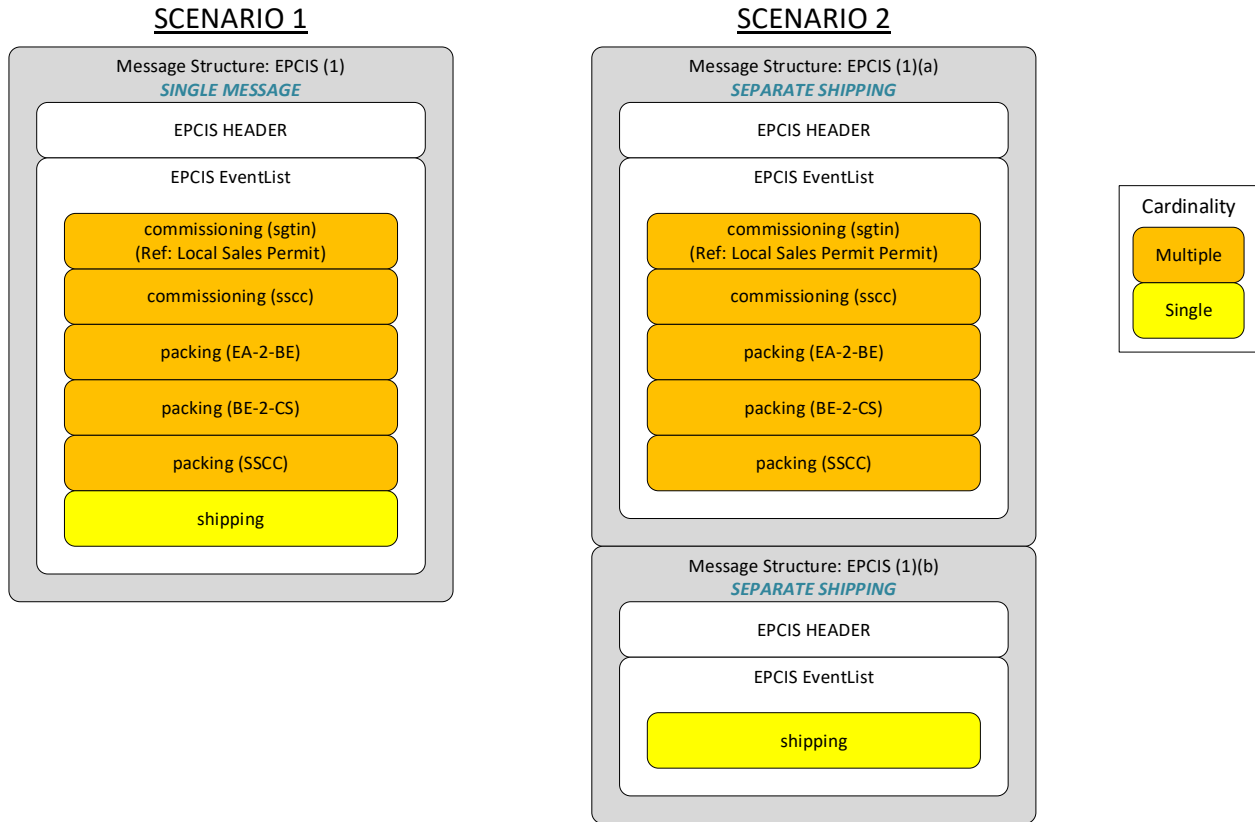 SCENARIO 1
Message Structure: EPCIS (1)
SINGLE MESSAGE
EPCIS HEADER
EPCIS EventList
commissioning (sgtin)
(Ref: Local Sales Permit)
commissioning (sscc)
packing (EA-2-BE)
packing (BE-2-CS)
packing (SSCC)
shipping
SCENARIO 2
Message Structure: EPCIS (1)(a)
SEPARATE SHIPPING
EPCIS HEADER
EPCIS EventList
commissioning (sgtin)
(Ref: Local Sales Permit Permit)
commissioning (sscc)
packing (EA-2-BE)
packing (BE-2-CS)
packing (SSCC)
Message Structure: EPCIS (1)(b)
SEPARATE SHIPPING
EPCIS HEADER
EPCIS EventList
shipping
Cardinality
Multiple
Single